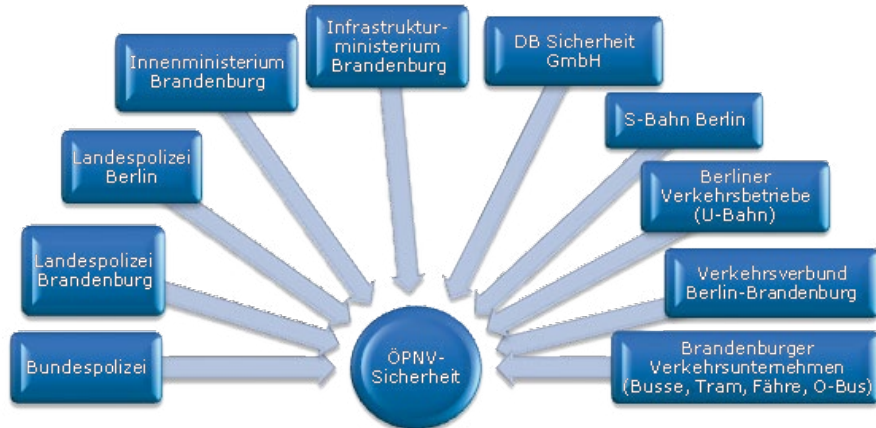 Infrastruktur-
ministerium
Brandenburg
DB Sicherheit
GmbH
Innenministerium
Brandenburg
S-Bahn Berlin
Landespolizei
Berlin
Berliner
Verkehrsbetriebe
(U-Bahn)
Landespolizei
Brandenburg
Verkehrsverbund
Berlin-Brandenburg
Bundespolizei
ÖPNV-
Sicherheit
Brandenburger
Verkehrsunternehmen
(Busse, Tram, Fähre, O-Bus)